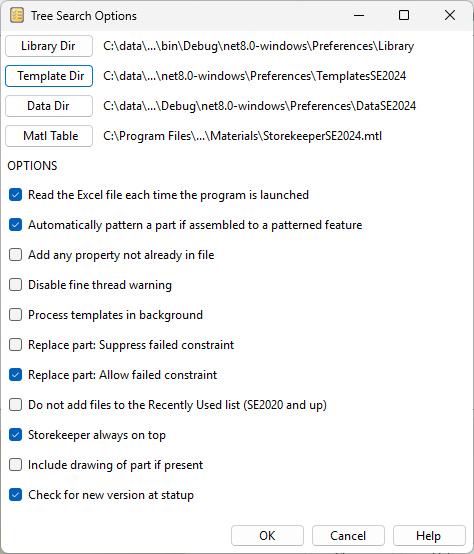 Tree Search Options
Library Dir C:\data\...\bin\Debug\net8.0-windows\Preferences\Library
Template Dir C:\data\...\net8.0-windows\Preferences\TemplatesSE2024
Data Dir C:\data\...\Debug\net8.0-windows\Preferences\DataSE2024
Matl Table C:\Program Files\...\Materials\StorekeeperSE2024.mtl
OPTIONS
Read the Excel file each time the program is launched
Automatically pattern a part if assembled to a patterned feature
Add any property not already in file
Disable fine thread warning
Process templates in background
Replace part: Suppress failed constraint
Replace part: Allow failed constraint
Do not add files to the Recently Used list (SE2020 and up)
Storekeeper always on top
Include drawing of part if present
Check for new version at statup
OK Cancel Help